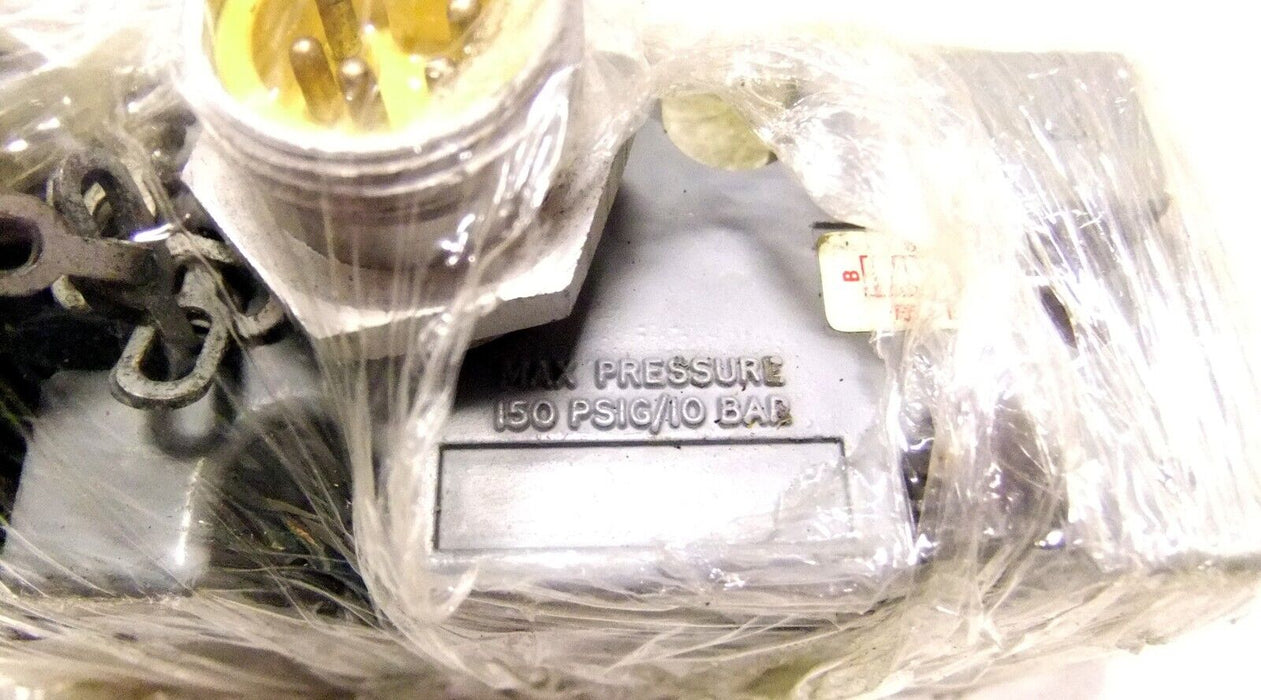 MAX PRESSURE
150 PSIG/10 BAR
B